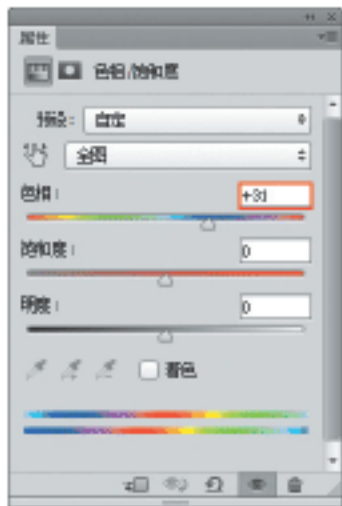 属性
色相/饱和度
预设： 自定
全图
色相： +31
饱和度： 0
明度： 0
着色